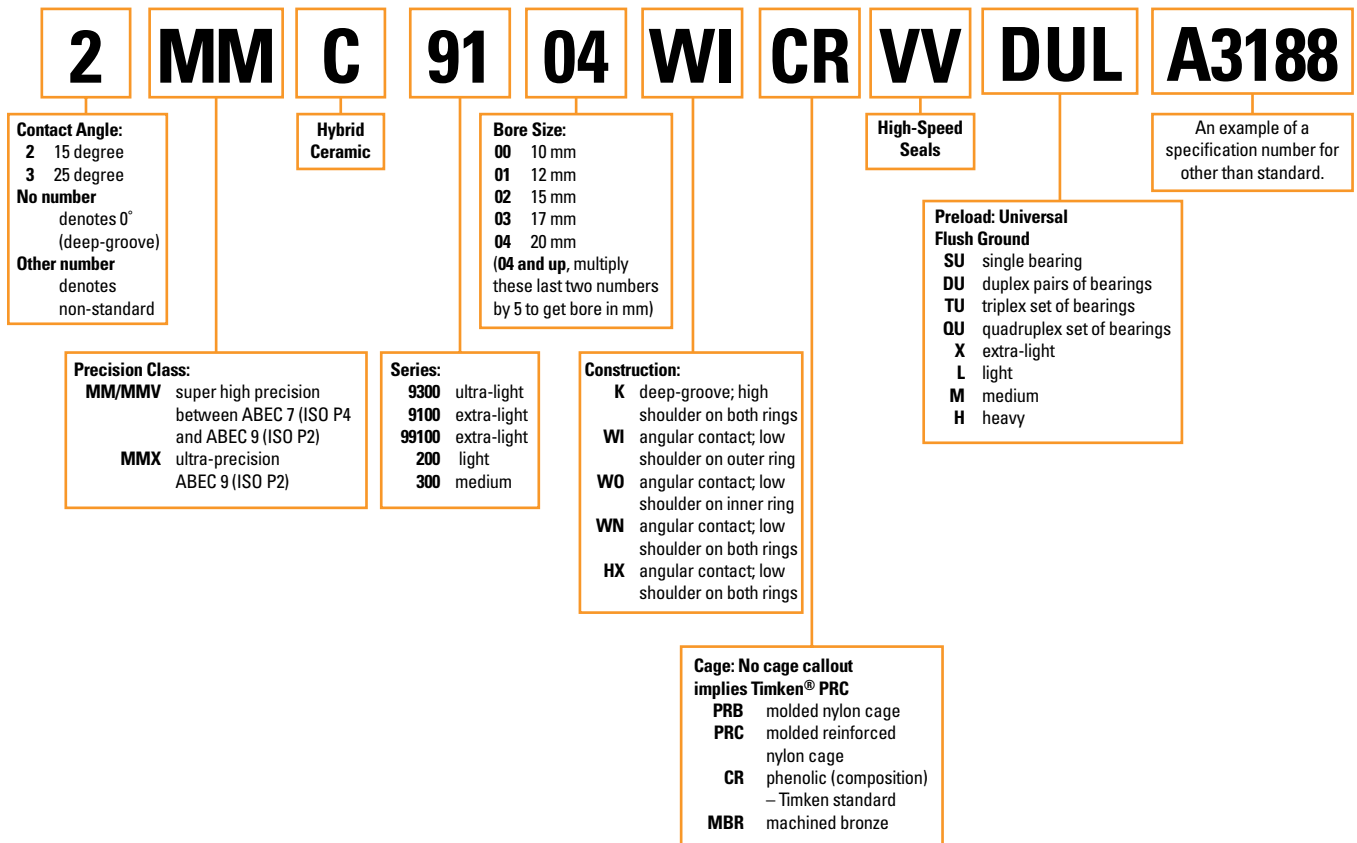 2 MM C 91 04 WI CR VV DUL A3188
Contact Angle:
2 15 degree
3 25 degree
No number
denotes 0°
(deep-groove)
Other number
denotes
non-standard
Hybrid
Ceramic
Bore Size:
00 10 mm
01 12 mm
02 15 mm
03 17 mm
04 20 mm
(04 and up, multiply
these last two numbers
by 5 to get bore in mm)
High-Speed
Seals
An example of a
specification number for
other than standard.
Preload: Universal
Flush Ground
SU single bearing
DU duplex pairs of bearings
TU triplex set of bearings
QU quadruplex set of bearings
X extra-light
L light
M medium
H heavy
Precision Class:
MM/MMV super high precision
between ABEC 7 (ISO P4
and ABEC 9 (ISO P2)
MMX ultra-precision
ABEC 9 (ISO P2)
Series:
9300 ultra-light
9100 extra-light
99100 extra-light
200 light
300 medium
Construction:
K deep-groove; high
shoulder on both rings
WI angular contact; low
shoulder on outer ring
WO angular contact; low
shoulder on inner ring
WN angular contact; low
shoulder on both rings
HX angular contact; low
shoulder on both rings
Cage: No cage callout
implies Timken® PRC
PRB molded nylon cage
PRC molded reinforced
nylon cage
CR phenolic (composition)
– Timken standard
MBR machined bronze